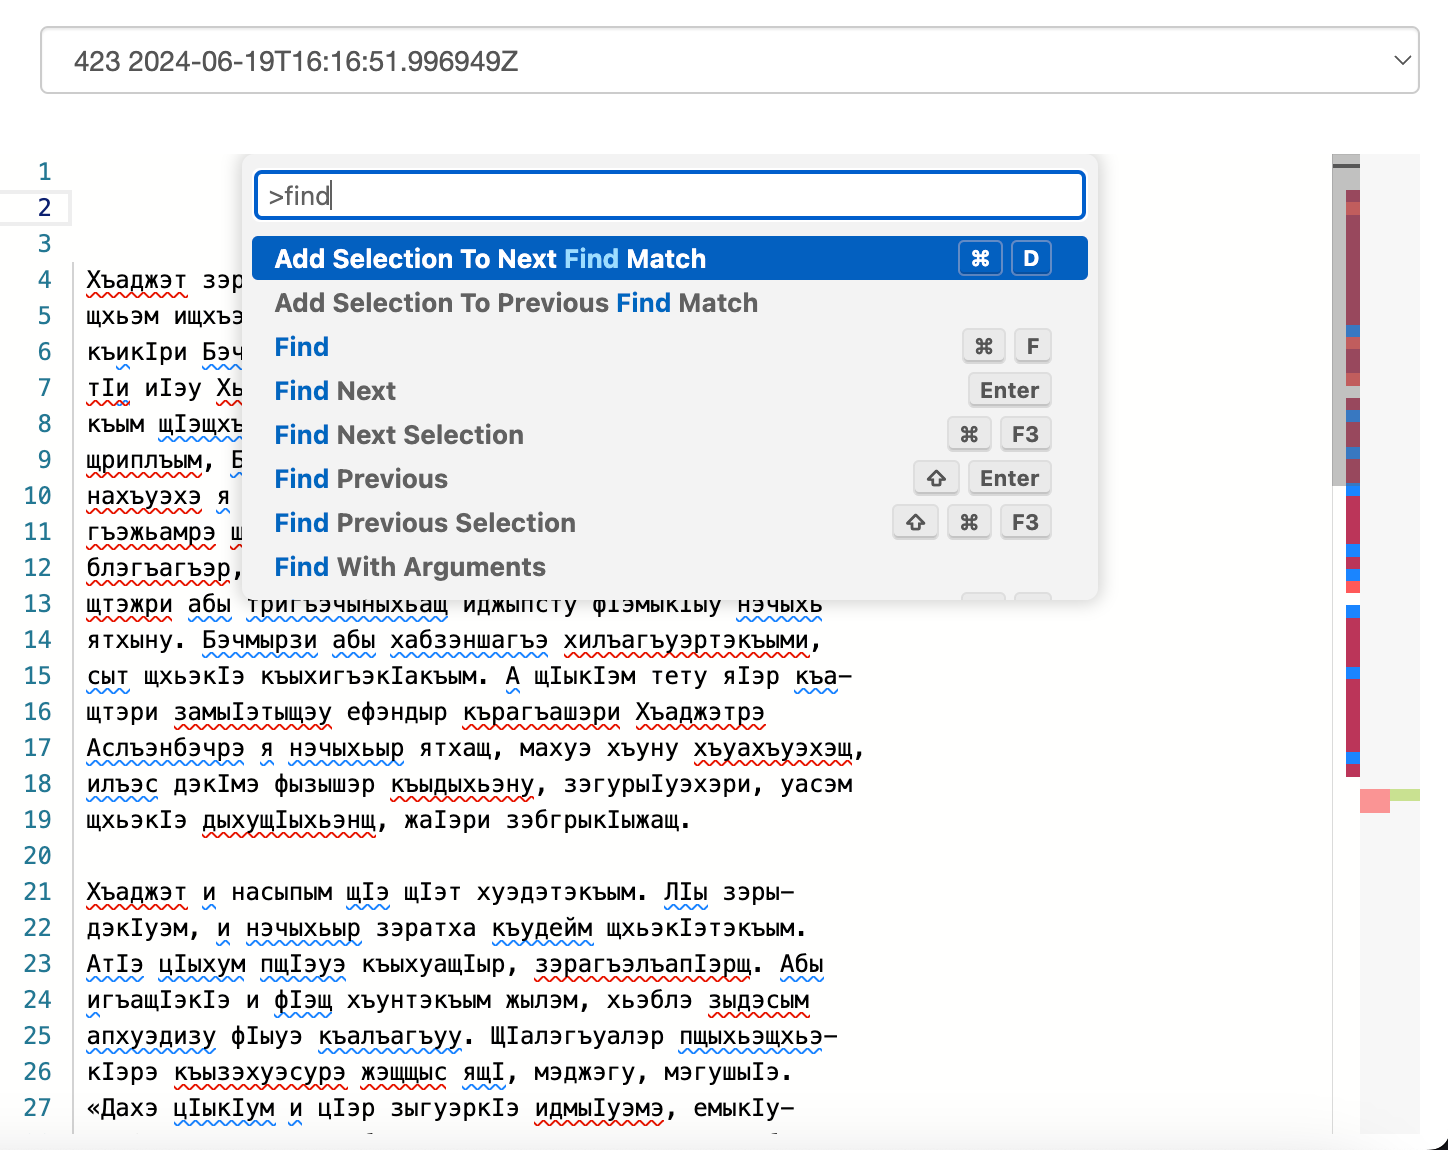 423 2024-06-19T16:16:51.996949Z
>find
Add Selection To Next Find Match ⌘ D
Add Selection To Previous Find Match
Find ⌘ F
Find Next Enter
Find Next Selection ⌘ F3
Find Previous ⇧ Enter
Find Previous Selection ⇧ ⌘ F3
Find With Arguments
1
2
3
4 Хъаджэт
5 щхьэм
6 къикIри
7 тIи иIэу
8 къым
9 щриплъым,
10 нахъуэхэ я
11 гъэжьамрэ
12 блэгъагъэр,
13 щтэжри абы тригъэчыныхьащ иджыпсту фIэмыкIыу нэчыхь
14 ятхыну. Бэчмырзи абы хабзэншагъэ хилъагъуэртэкъыми,
15 сыт щхьэкIэ къыхигъэкIакъым. А щIыкIэм тету яIэр къа-
16 щтэри замыIэтыщэу ефэндыр кърагъашэри Хъаджэтрэ
17 Аслъэнбэчрэ я нэчыхьыр ятхащ, махуэ хъуну хъуахъуэхэщ,
18 илъэс дэкIмэ фызышэр къыдыхьэну, зэгурыIуэхэри, уасэм
19 щхьэкIэ дыхущIыхьэнщ, жаIэри зэбгрыкIыжащ.
20
21 Хъаджэт и насыпым щIэ щIэт хуэдэтэкъым. ЛIы зэры-
22 дэкIуэм, и нэчыхьыр зэратха къудейм щхьэкIэтэкъым.
23 АтIэ цIыхум пщIэуэ къыхуащIыр, зэрагъэлъапIэрщ. Абы
24 игъащIэкIэ и фIэщ хъунтэкъым жылэм, хьэблэ зыдэсым
25 апхуэдизу фIыуэ къалъагъуу. ЩIалэгъуалэр пщыхьэщхьэ-
26 кIэрэ къызэхуэсурэ жэщщыс ящI, мэджэгу, мэгушыIэ.
27 «Дахэ цIыкIум и цIэр зыгуэркIэ идмыIуэмэ, емыкIу-